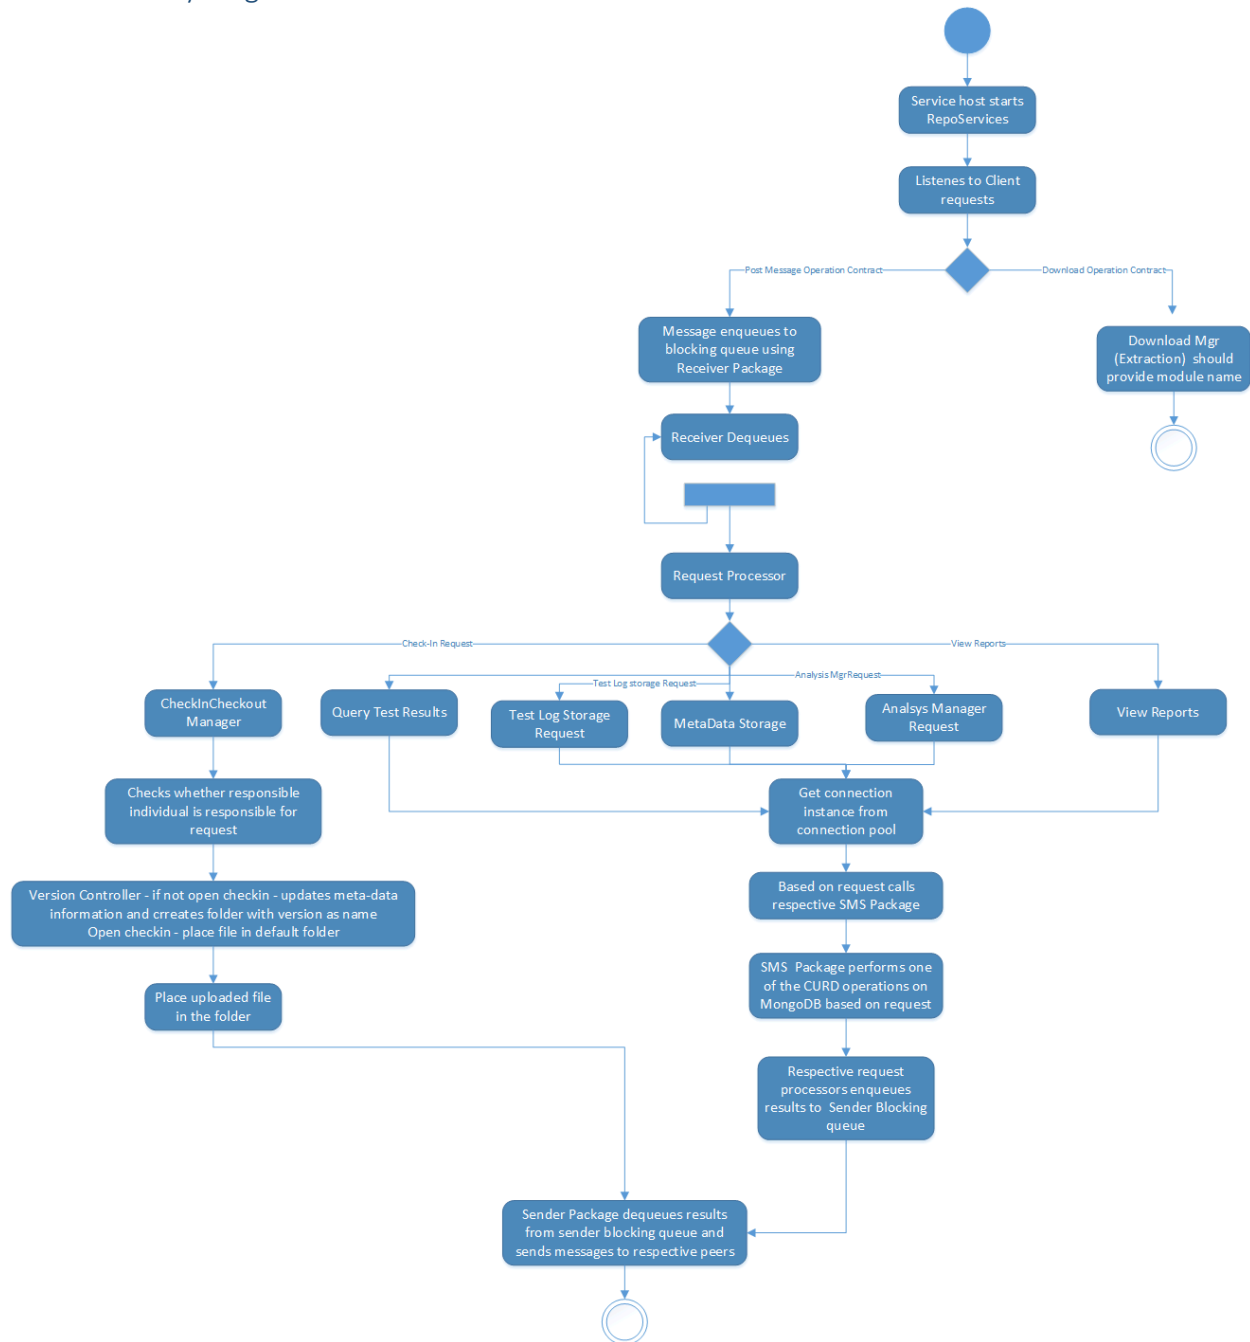 Service host starts
RepoServices
Listenes to Client
requests
Post Message Operation Contract
Download Operation Contract
Message enqueues to
blocking queue using
Receiver Package
Download Mgr
(Extraction) should
provide module name
Receiver Dequeues
Request Processor
Check-In Request
View Reports
Test Log storage Request
Analysis MgrRequest
CheckInCheckout
Manager
Query Test Results
Test Log Storage
Request
MetaData Storage
Analsys Manager
Request
View Reports
Checks whether responsible
individual is responsible for
request
Get connection
instance from
connection pool
Version Controller - if not open checkin - updates meta-data
information and crreates folder with version as name
Open checkin - place file in default folder
Based on request calls
respective SMS Package
SMS Package performs one
of the CURD operations on
MongoDB based on request
Place uploaded file
in the folder
Respective request
processors enqueues
results to Sender Blocking
queue
Sender Package dequeues results
from sender blocking queue and
sends messages to respective peers